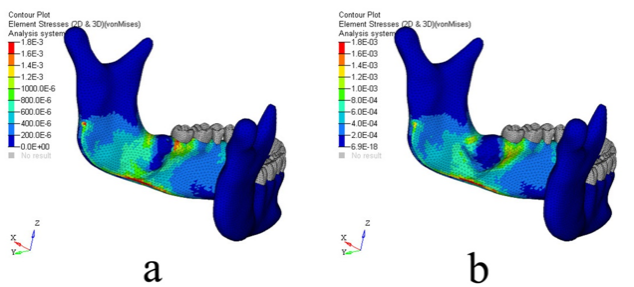 Contour Plot
Element Stresses (2D & 3D)(vonMises)
Analysis system
1.8E-3
1.6E-3
1.4E-3
1.2E-3
1000.0E-6
800.0E-6
600.0E-6
400.0E-6
200.0E-6
0.0E+00
No result
Z
X
Y
a
Contour Plot
Element Stresses (2D & 3D)(vonMises)
Analysis system
1.8E-03
1.6E-03
1.4E-03
1.2E-03
1.0E-03
8.0E-04
6.0E-04
4.0E-04
2.0E-04
6.9E-18
No result
Z
X
Y
b